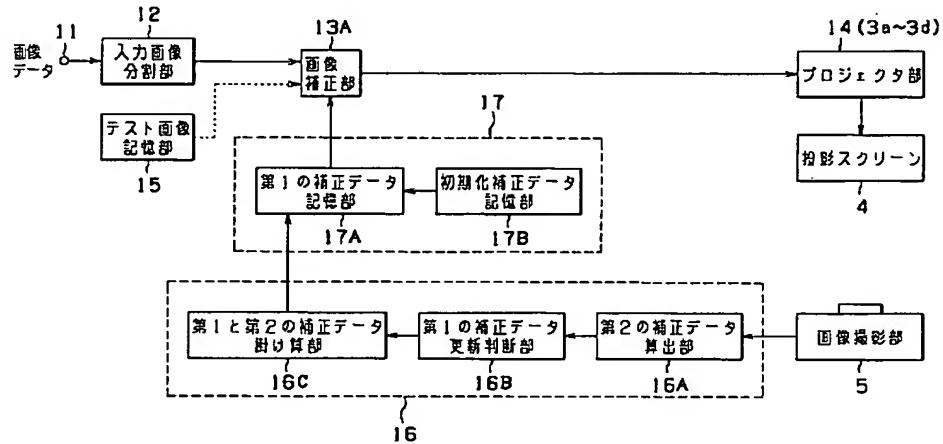 11
画像
データ
12
入力画像
分割部
13A
画像
補正部
14(3a~3d)
プロジェクタ部
テスト画像
記憶部
15
17
投影スクリーン
4
第1の補正データ
記憶部
17A
初期化補正データ
記憶部
17B
第1と第2の補正データ
掛け算部
16C
第1の補正データ
更新判断部
16B
第2の補正データ
算出部
16A
画像撮影部
5
16